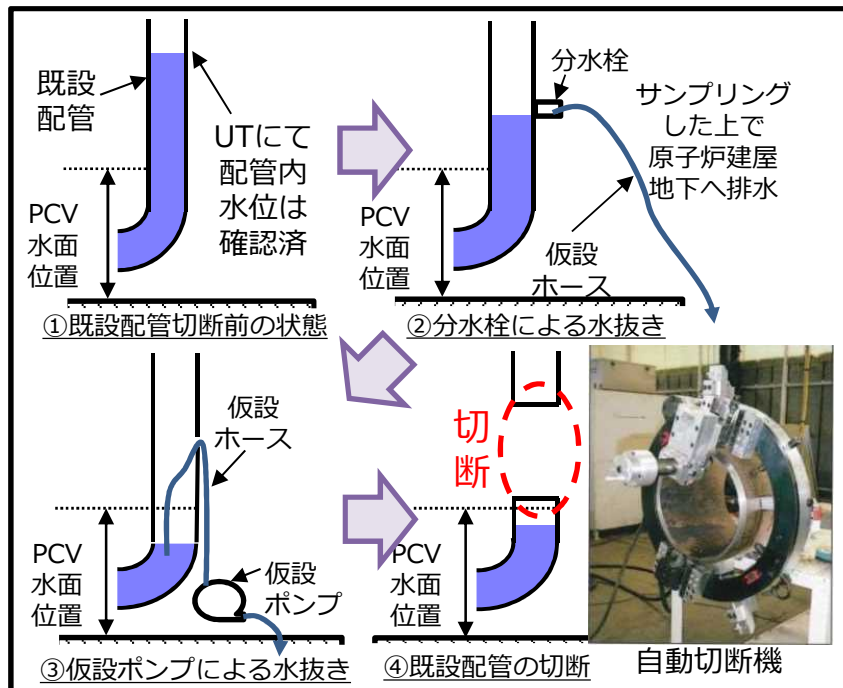 既設
配管
UTにて
配管内
水位は
確認済
PCV
水面
位置
①既設配管切断前の状態
分水栓
サンプリング
した上で
原子炉建屋
地下へ排水
PCV
水面
位置
仮設
ホース
②分水栓による水抜き
仮設
ホース
PCV
水面
位置
仮設
ポンプ
③仮設ポンプによる水抜き
切
断
PCV
水面
位置
④既設配管の切断
自動切断機